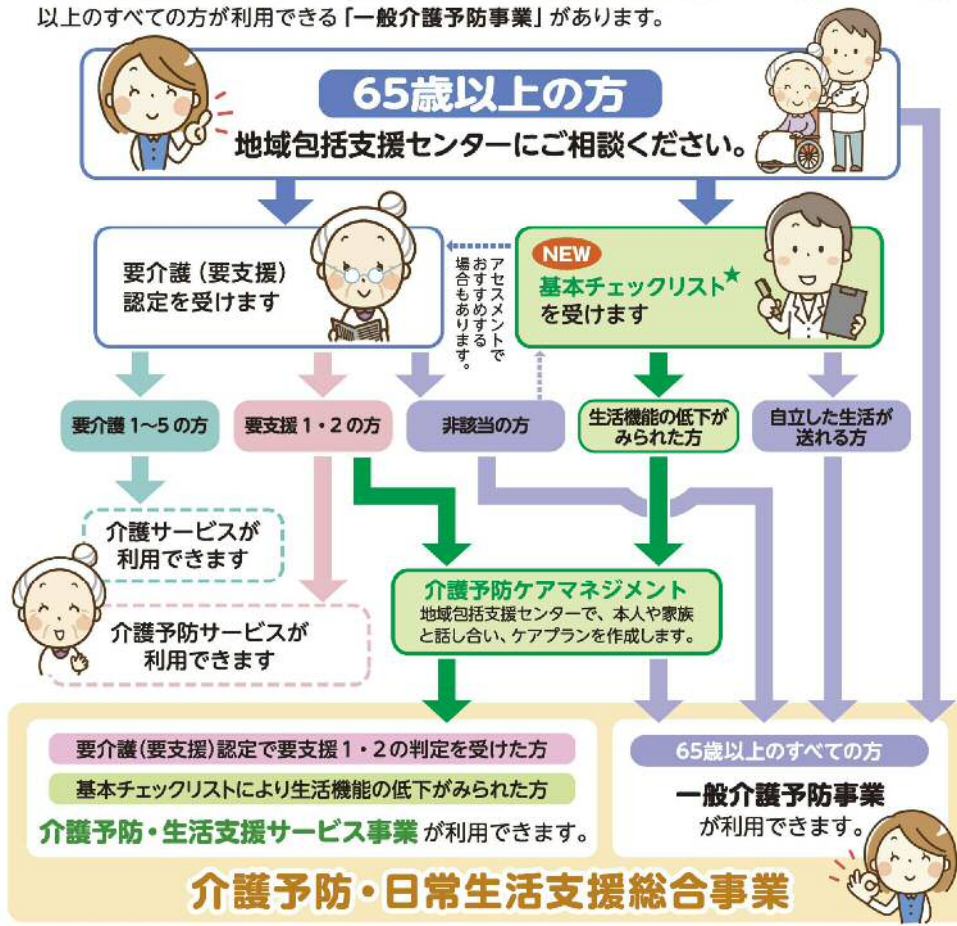 以上のすべての方が利用できる「一般介護予防事業」があります。
65歳以上の方
地域包括支援センターにご相談ください。
要介護(要支援)
認定を受けます
アセスメントで
おすすめする
場合もあります。
NEW
基本チェックリスト★
を受けます
要介護1〜5の方
要支援1・2の方
非該当の方
生活機能の低下が
みられた方
自立した生活が
送れる方
介護サービスが
利用できます
介護予防サービスが
利用できます
介護予防ケアマネジメント
地域包括支援センターで、本人や家族
と話し合い、ケアプランを作成します。
要介護(要支援)認定で要支援1・2の判定を受けた方
基本チェックリストにより生活機能の低下がみられた方
介護予防・生活支援サービス事業が利用できます。
65歳以上のすべての方
一般介護予防事業
が利用できます。
介護予防・日常生活支援総合事業